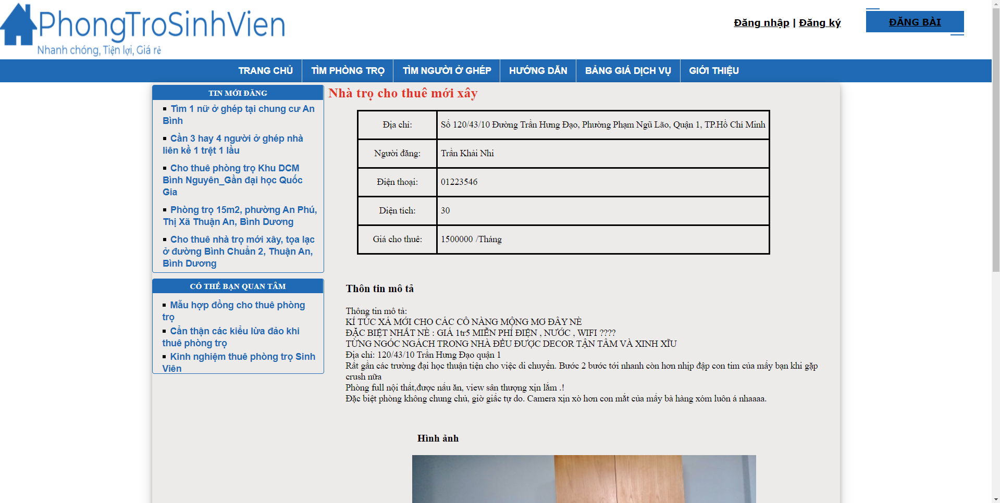 PhongTroSinhVien
Nhanh chóng, Tiện lợi, Giá rẻ
Đăng nhập | Đăng ký
ĐĂNG BÀI
TRANG CHỦ
TÌM PHÒNG TRỌ
TÌM NGƯỜI Ở GHÉP
HƯỚNG DẪN
BẢNG GIÁ DỊCH VỤ
GIỚI THIỆU
TIN MỚI ĐĂNG
Tìm 1 nữ ở ghép tại chung cư An
Bình
Cần 3 hay 4 người ở ghép nhà
liên kề 1 trệt 1 lầu
Cho thuê phòng trọ Khu DCM
Bình Nguyên_Gần đại học Quốc
Gia
Phòng trọ 15m2, phường An Phú,
Thị Xã Thuận An, Bình Dương
Cho thuê nhà trọ mới xây, tọa lạc
ở đường Bình Chuẩn 2, Thuận An,
Bình Dương
CÓ THỂ BẠN QUAN TÂM
Mẫu hợp đồng cho thuê phòng
trọ
Cẩn thận các kiểu lừa đảo khi
thuê phòng trọ
Kinh nghiệm thuê phòng trọ Sinh
Viên
Nhà trọ cho thuê mới xây
Địa chỉ: Số 120/43/10 Đường Trần Hưng Đạo, Phường Phạm Ngũ Lão, Quận 1, TP.Hồ Chí Minh
Người đăng: Trần Khải Nhi
Điện thoại: 01223546
Diện tích: 30
Giá cho thuê: 1500000 /Tháng
Thôn tin mô tả
Thông tin mô tả:
KÍ TÚC XÁ MỚI CHO CÁC CÔ NÀNG MỘNG MƠ ĐÂY NÈ
ĐẶC BIỆT NHẤT NÈ : GIÁ 1tr5 MIỄN PHÍ ĐIỆN , NƯỚC , WIFI ????
TỪNG NGÓC NGÁCH TRONG NHÀ ĐỀU ĐƯỢC DECOR TẬN TÂM VÀ XINH XĨU
Địa chỉ: 120/43/10 Trần Hưng Đạo quận 1
Rất gần các trường đại học thuận tiện cho việc di chuyển. Bước 2 bước tới nhanh còn hơn nhịp đập con tim của mấy bạn khi gặp
crush nữa
Phòng full nội thất,được nấu ăn, view sân thượng xịn lắm .!
Đặc biệt phòng không chung chủ, giờ giấc tự do. Camera xịn xò hơn con mắt của mấy bà hàng xóm luôn á nhaaaa.
Hình ảnh